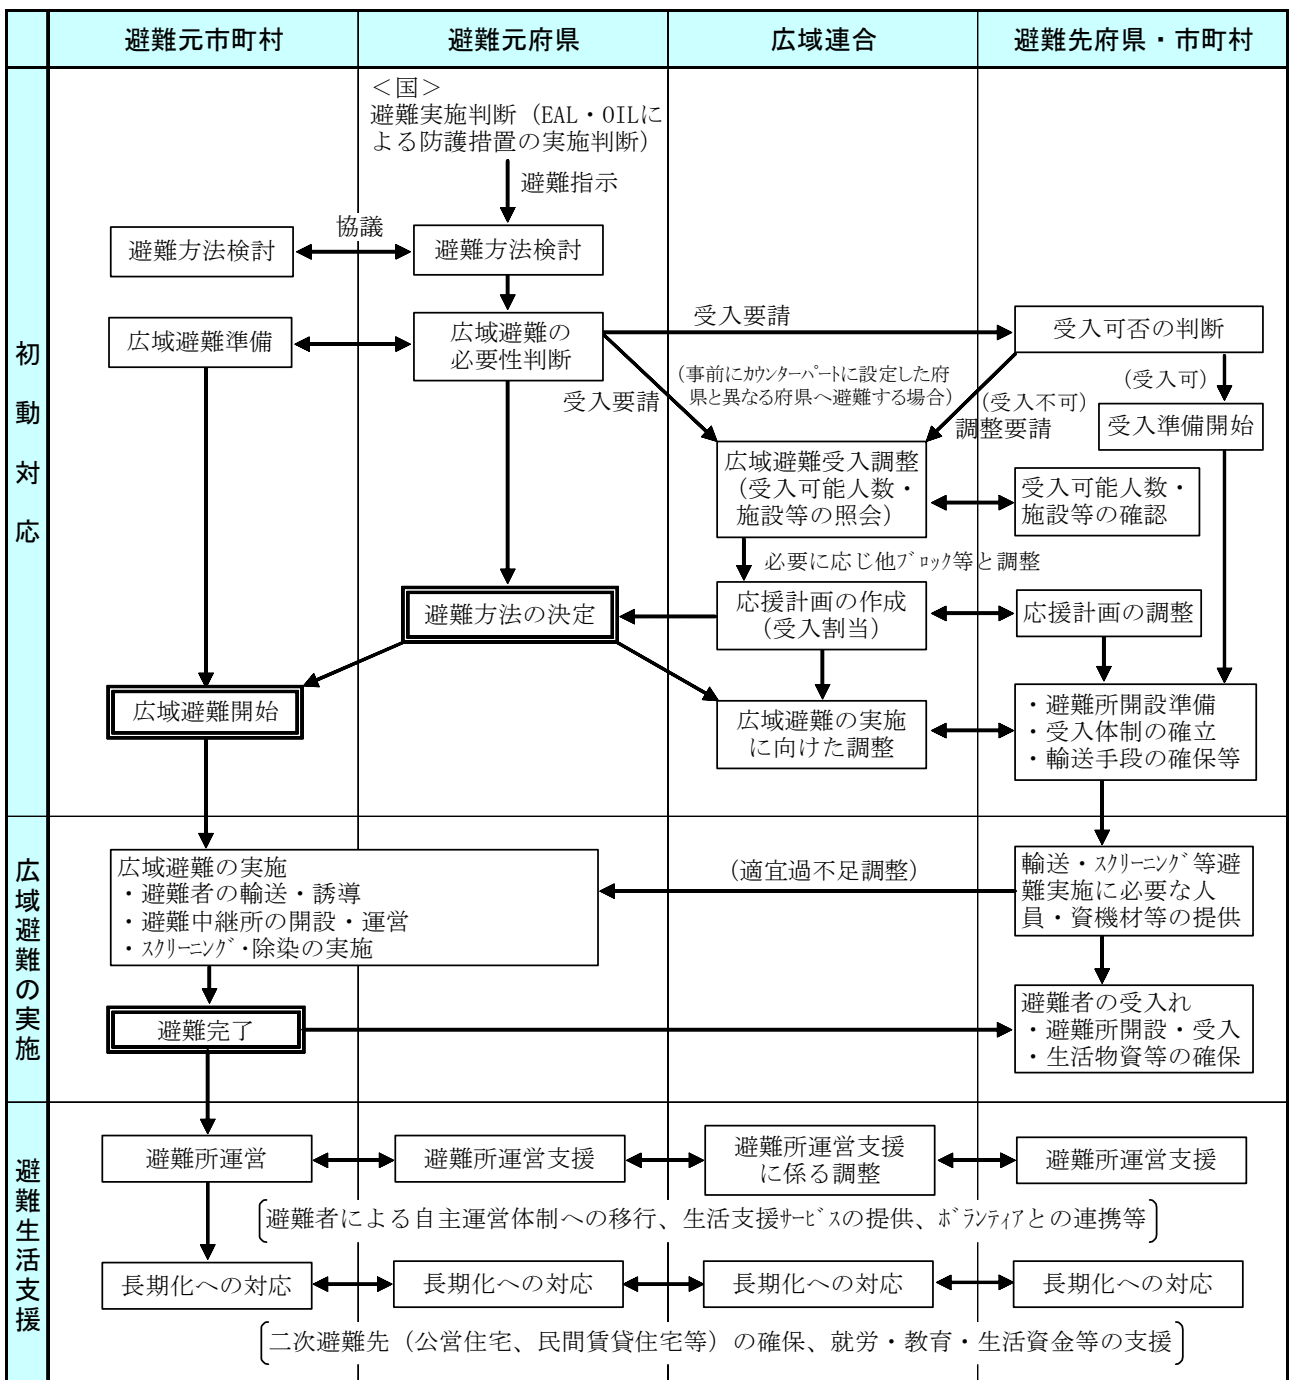 避難元市町村
避難元府県
広域連合
避難先府県・市町村
初動対応
＜国＞
避難実施判断（EAL・OILに
よる防護措置の実施判断）
避難指示
避難方法検討
協議
避難方法検討
広域避難準備
広域避難の
必要性判断
受入要請
受入可否の判断
受入要請
（事前にカウンターパートに設定した府
県と異なる府県へ避難する場合）
（受入不可）
調整要請
（受入可）
受入準備開始
広域避難受入調整
（受入可能人数・
施設等の照会）
受入可能人数・
施設等の確認
必要に応じ他ブロック等と調整
避難方法の決定
応援計画の作成
（受入割当）
応援計画の調整
広域避難開始
広域避難の実施
に向けた調整
・避難所開設準備
・受入体制の確立
・輸送手段の確保等
広域避難の実施
広域避難の実施
・避難者の輸送・誘導
・避難中継所の開設・運営
・スクリーニング・除染の実施
（適宜過不足調整）
輸送・スクリーニング等避
難実施に必要な人
員・資機材等の提供
避難完了
避難者の受入れ
・避難所開設・受入
・生活物資等の確保
避難生活支援
避難所運営
避難所運営支援
避難所運営支援
に係る調整
避難所運営支援
避難者による自主運営体制への移行、生活支援サービスの提供、ボランティアとの連携等
長期化への対応
長期化への対応
長期化への対応
長期化への対応
二次避難先（公営住宅、民間賃貸住宅等）の確保、就労・教育・生活資金等の支援